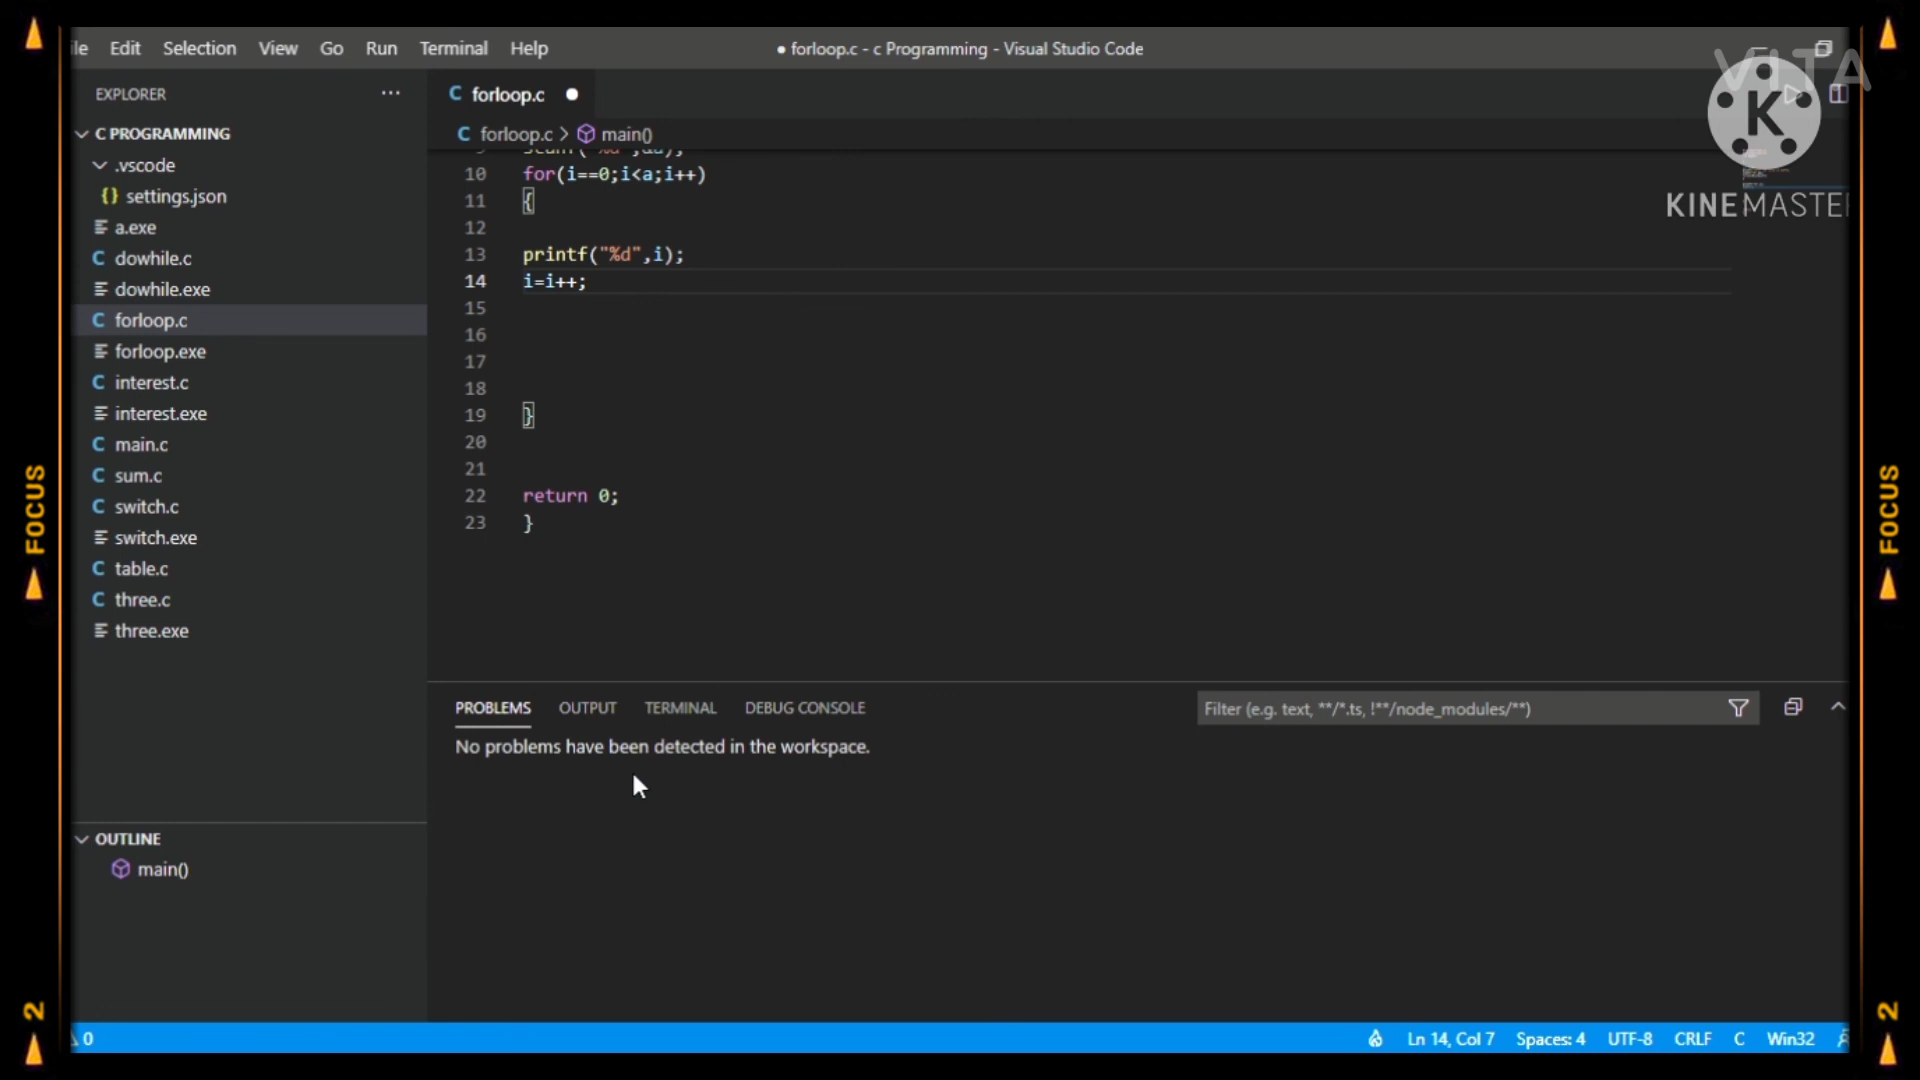 ile Edit Selection View Go Run Terminal Help
● forloop.c - c Programming - Visual Studio Code
VITA
K
KINEMASTER
EXPLORER ...
C PROGRAMMING
.vscode
{} settings.json
a.exe
C dowhile.c
dowhile.exe
C forloop.c
forloop.exe
C interest.c
interest.exe
C main.c
C sum.c
C switch.c
switch.exe
C table.c
C three.c
three.exe
OUTLINE
main()
C forloop.c ●
C forloop.c > main()
10 for(i==0;i<a;i++)
11 {
12
13 printf("%d",i);
14 i=i++;
15
16
17
18
19 }
20
21
22 return 0;
23 }
PROBLEMS OUTPUT TERMINAL DEBUG CONSOLE
Filter (e.g. text, **/*.ts, !**/node_modules/**)
No problems have been detected in the workspace.
0
Ln 14, Col 7 Spaces: 4 UTF-8 CRLF C Win32
FOCUS
2
FOCUS
2